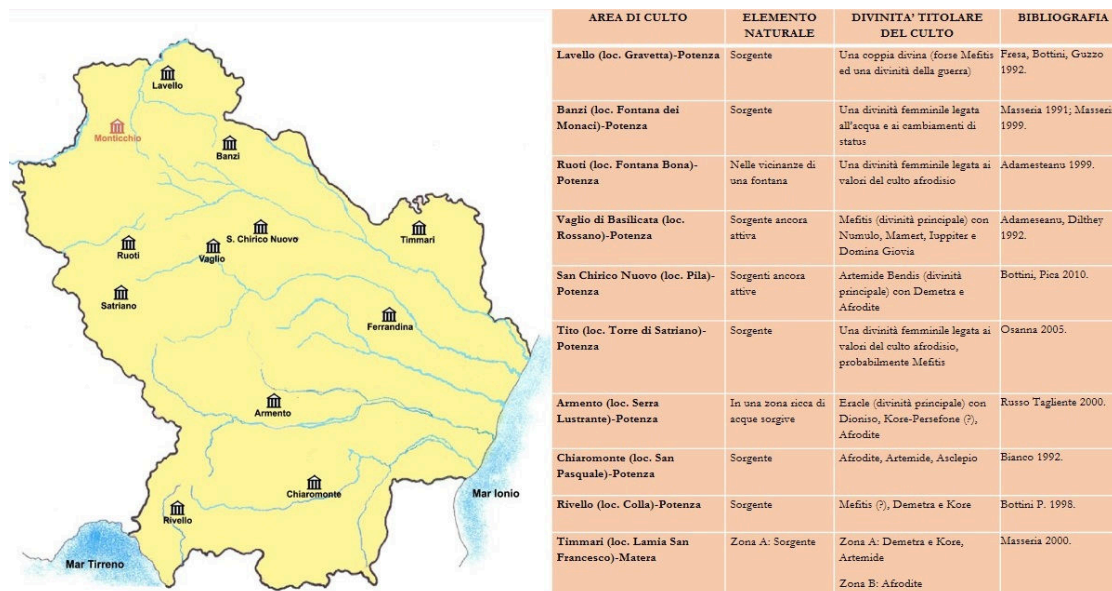 Lavello
Monticchio
Banzi
S. Chirico Nuovo
Timmari
Ruoti
Vaglio
Satriano
Ferrandina
Armento
Chiaromonte
Rivello
Mar Ionio
Mar Tirreno
AREA DI CULTO
ELEMENTO
NATURALE
DIVINITA' TITOLARE
DEL CULTO
BIBLIOGRAFIA
Lavello (loc. Gravetta)-Potenza
Sorgente
Una coppia divina (forse Mefitis
ed una divinità della guerra)
Fresa, Bottini, Guzzo
1992.
Banzi (loc. Fontana dei
Monaci)-Potenza
Sorgente
Una divinità femminile legata
all'acqua e ai cambiamenti di
status
Masseria 1991; Masseri
1999.
Ruoti (loc. Fontana Bona)-
Potenza
Nelle vicinanze di
una fontana
Una divinità femminile legata ai
valori del culto afrodisio
Adamesteanu 1999.
Vaglio di Basilicata (loc.
Rossano)-Potenza
Sorgente ancora
attiva
Mefitis (divinità principale) con
Numulo, Mamert, Iuppiter e
Domina Giovia
Adameseanu, Dilthey
1992.
San Chirico Nuovo (loc. Pila)-
Potenza
Sorgenti ancora
attive
Artemide Bendis (divinità
principale) con Demetra e
Afrodite
Bottini, Pica 2010.
Tito (loc. Torre di Satriano)-
Potenza
Sorgente
Una divinità femminile legata ai
valori del culto afrodisio,
probabilmente Mefitis
Osanna 2005.
Armento (loc. Serra
Lustrante)-Potenza
In una zona ricca di
acque sorgive
Eracle (divinità principale) con
Dioniso, Kore-Persefone (?),
Afrodite
Russo Tagliente 2000.
Chiaromonte (loc. San
Pasquale)-Potenza
Sorgente
Afrodite, Artemide, Asclepio
Bianco 1992.
Rivello (loc. Colla)-Potenza
Sorgente
Mefitis (?), Demetra e Kore
Bottini P. 1998.
Timmari (loc. Lamia San
Francesco)-Matera
Zona A: Sorgente
Zona A: Demetra e Kore,
Artemide
Zona B: Afrodite
Masseria 2000.